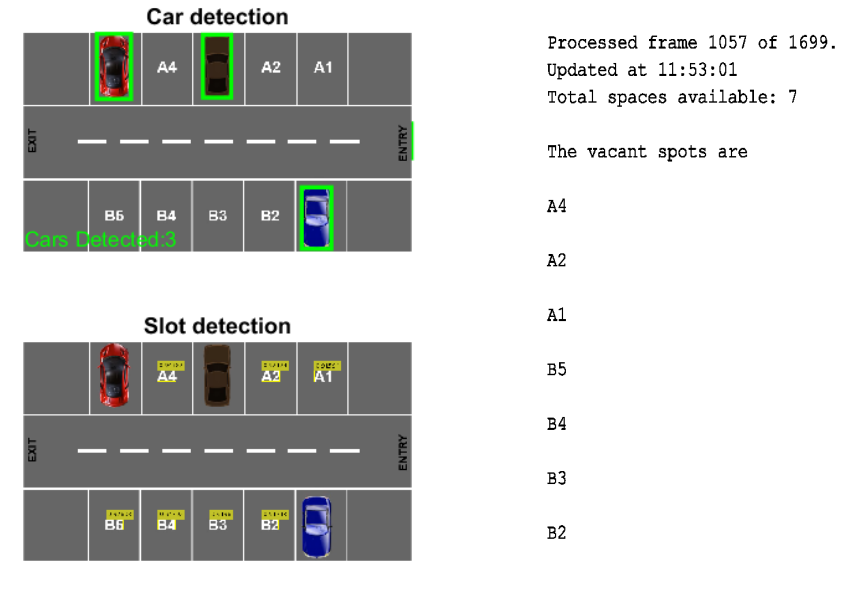 Car detection
A4 A2 A1
EXIT
ENTRY
B5 B4 B3 B2
Cars Detected:3
Slot detection
A4 A2 A1
EXIT
ENTRY
B5 B4 B3 B2
Processed frame 1057 of 1699.
Updated at 11:53:01
Total spaces available: 7
The vacant spots are
A4
A2
A1
B5
B4
B3
B2